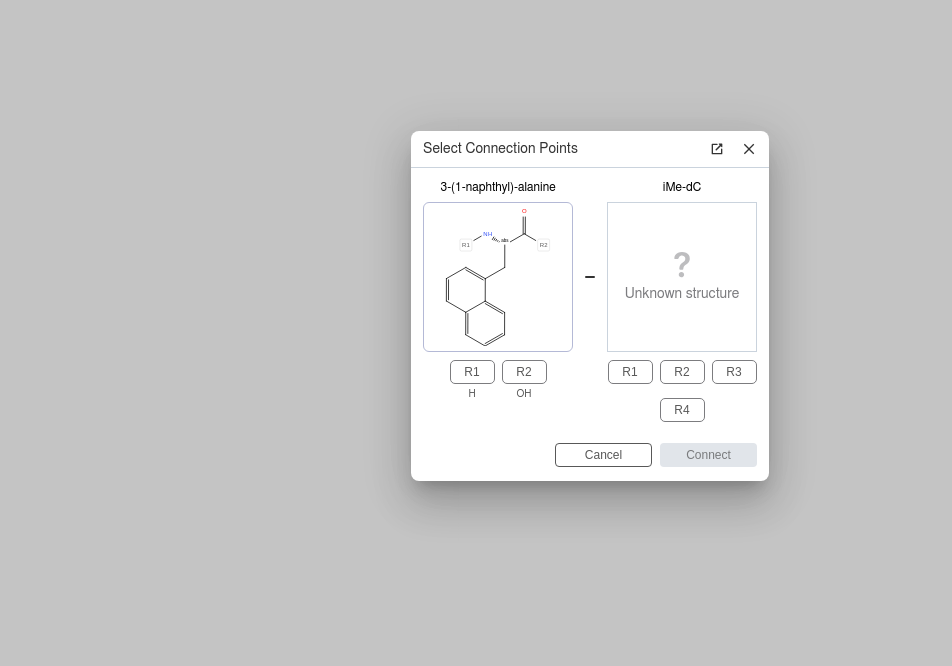 Select Connection Points
3-(1-naphthyl)-alanine
iMe-dC
O
NH
abs
R1
R2
–
?
Unknown structure
R1
R2
R1
R2
R3
H
OH
R4
Cancel
Connect